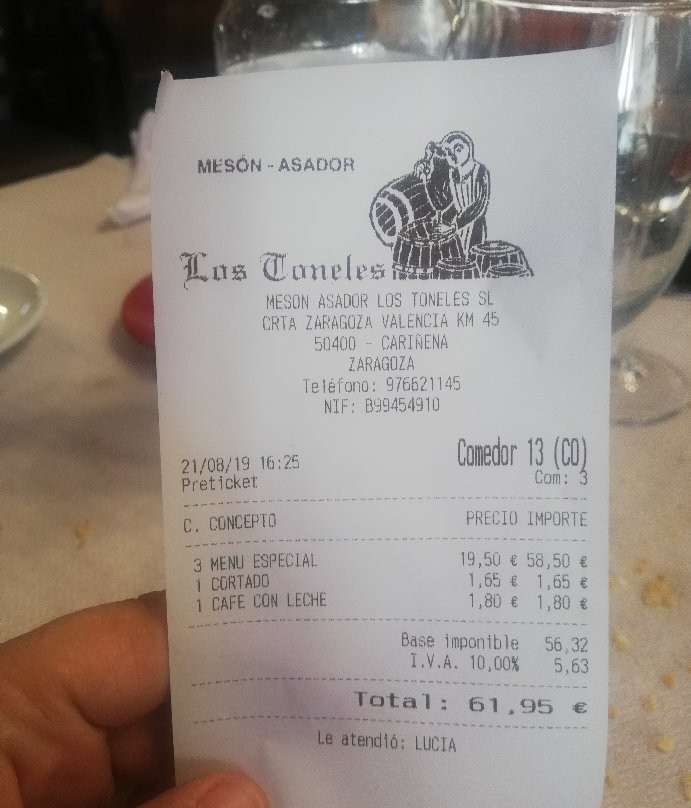 MESÓN - ASADOR
Los Toneles
MESON ASADOR LOS TONELES SL
CRTA ZARAGOZA VALENCIA KM 45
50400 - CARIÑENA
ZARAGOZA
Teléfono: 976621145
NIF: B99454910
21/08/19 16:25 Comedor 13 (CO)
Preticket Com: 3
C. CONCEPTO PRECIO IMPORTE
3 MENU ESPECIAL 19,50 € 58,50 €
1 CORTADO 1,65 € 1,65 €
1 CAFE CON LECHE 1,80 € 1,80 €
Base imponible 56,32
I.V.A. 10,00% 5,63
Total: 61,95 €
Le atendió: LUCIA